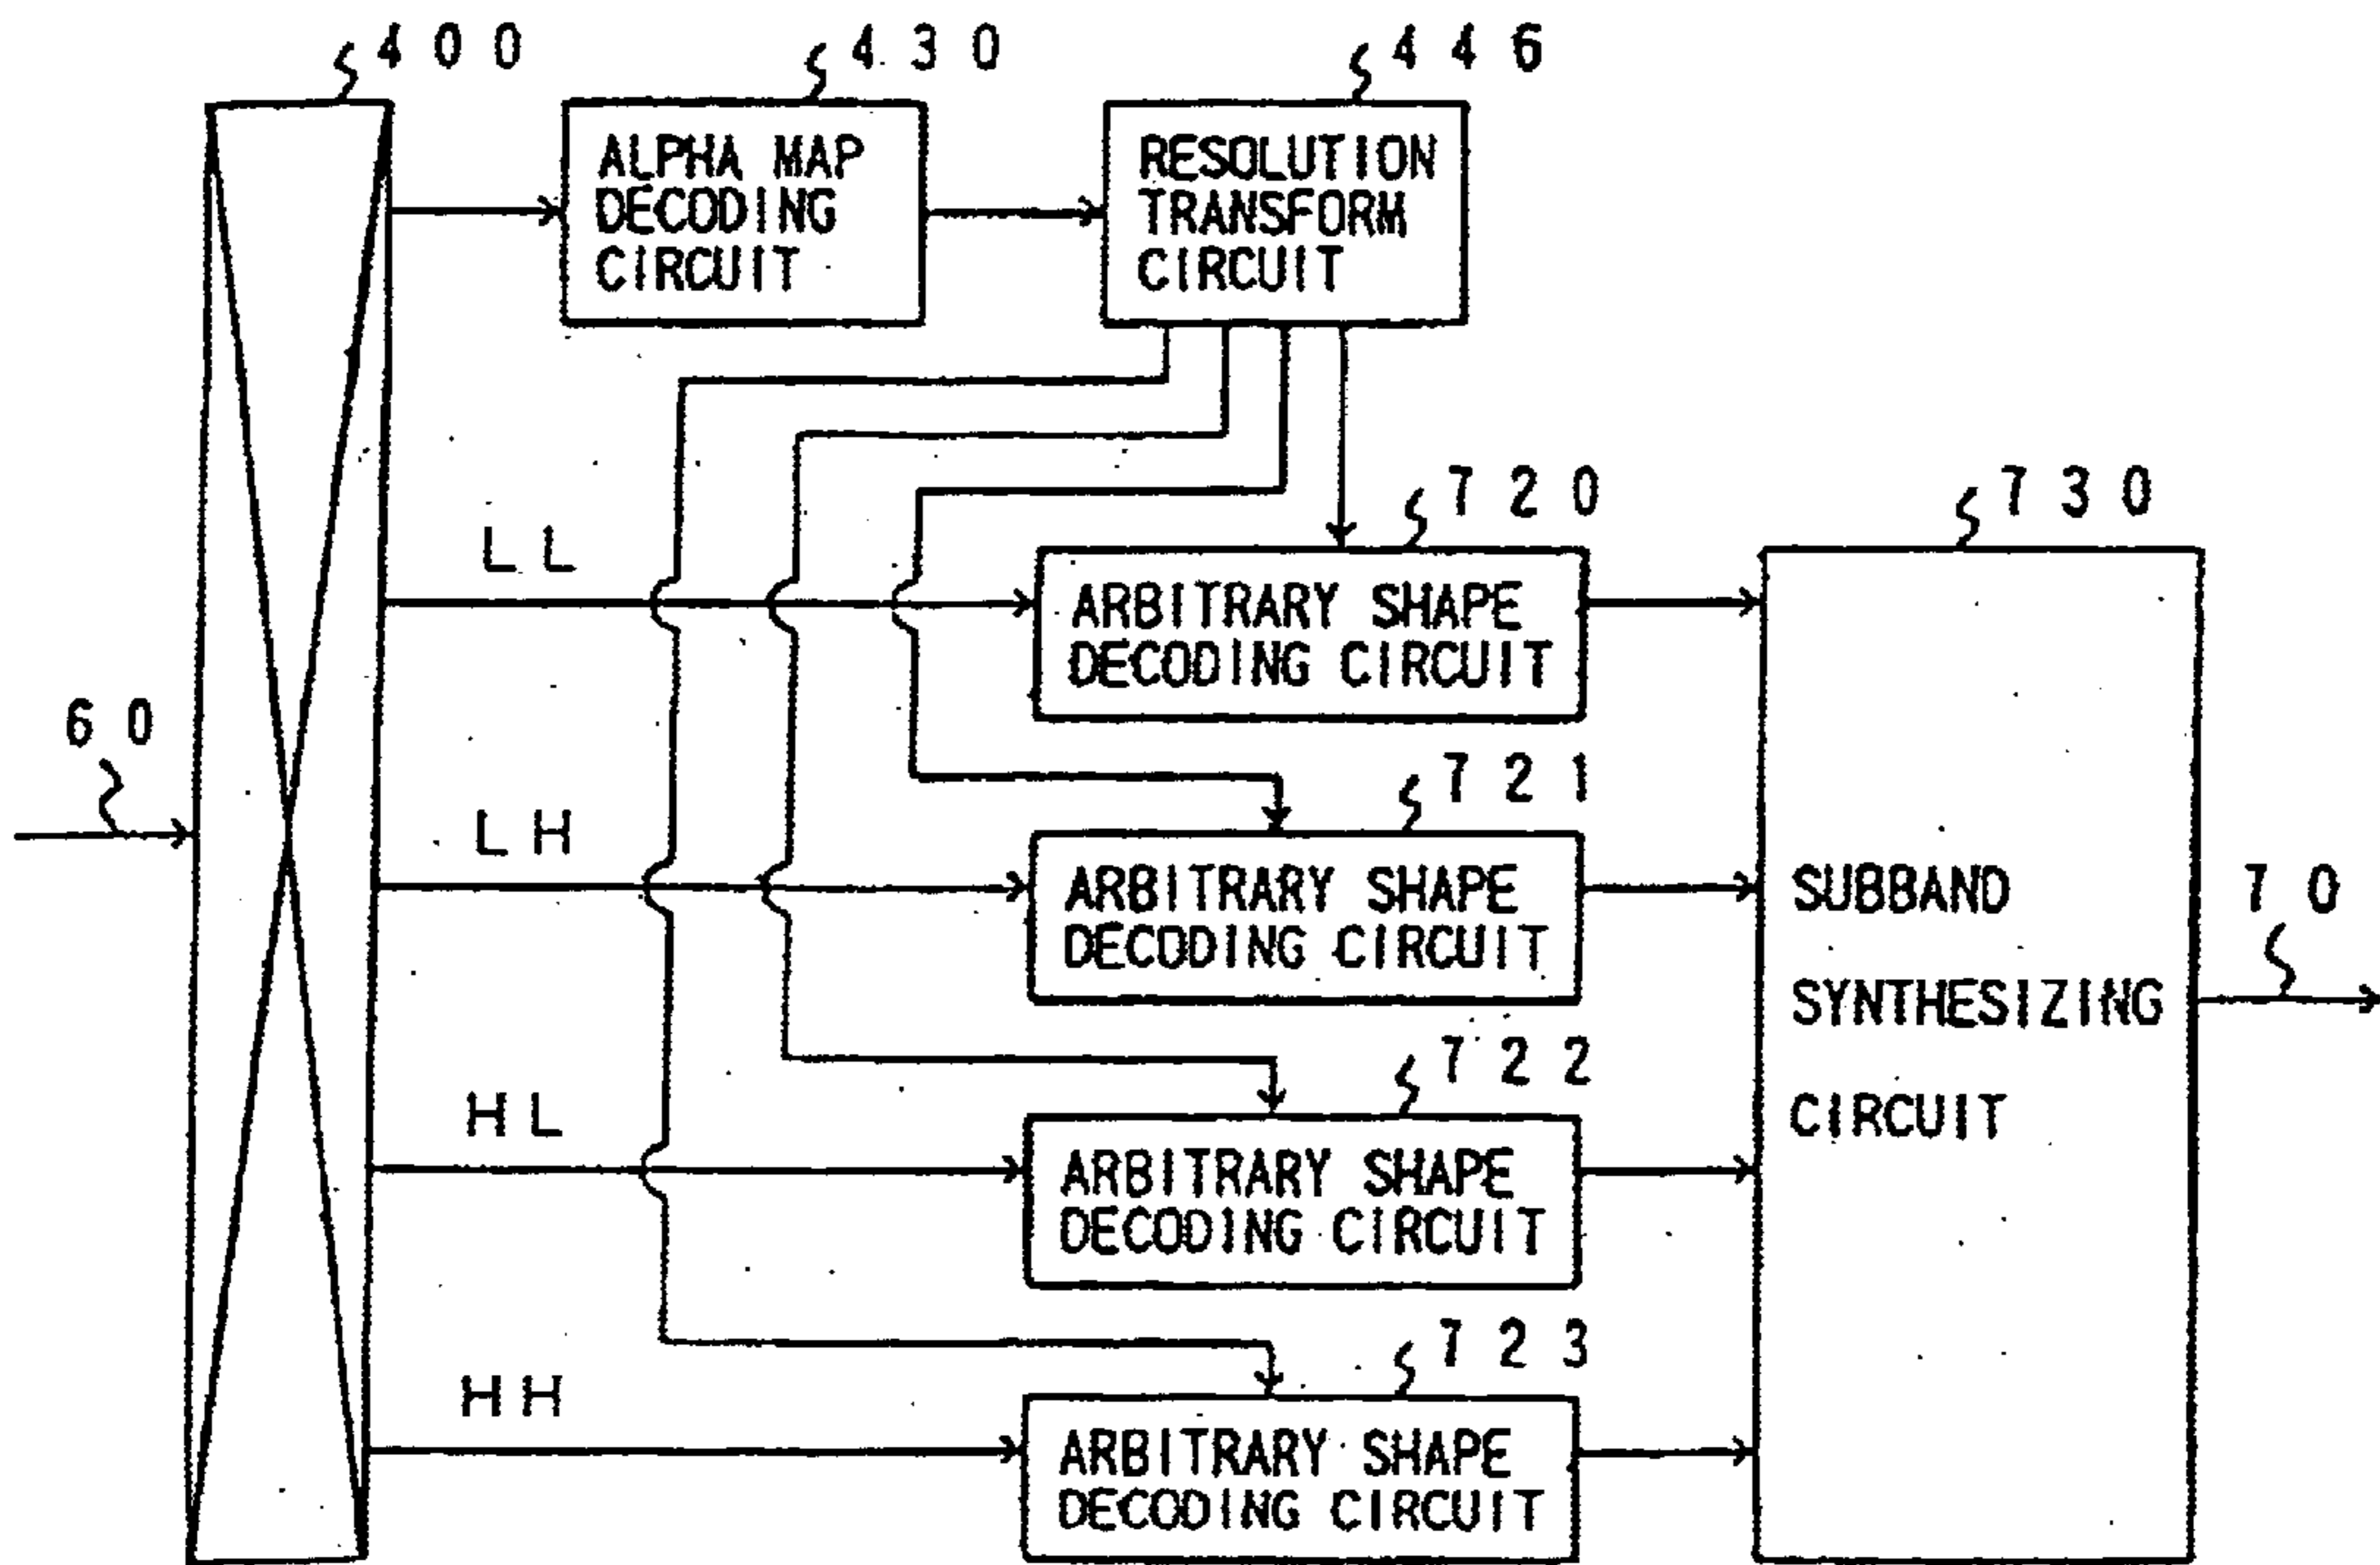 400
430
446
ALPHA MAP
DECODING
CIRCUIT
RESOLUTION
TRANSFORM
CIRCUIT
720
730
LL
ARBITRARY SHAPE
DECODING CIRCUIT
60
721
LH
ARBITRARY SHAPE
DECODING CIRCUIT
SUBBAND
SYNTHESIZING
CIRCUIT
70
722
HL
ARBITRARY SHAPE
DECODING CIRCUIT
723
HH
ARBITRARY SHAPE
DECODING CIRCUIT